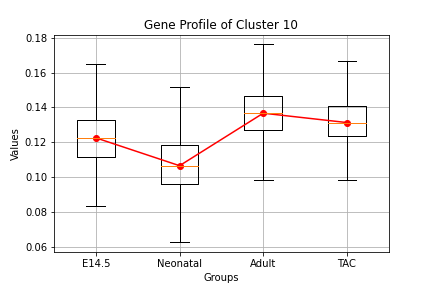 Gene Profile of Cluster 10
0.18
0.16
0.14
0.12
0.10
0.08
0.06
Values
E14.5 Neonatal Adult TAC
Groups